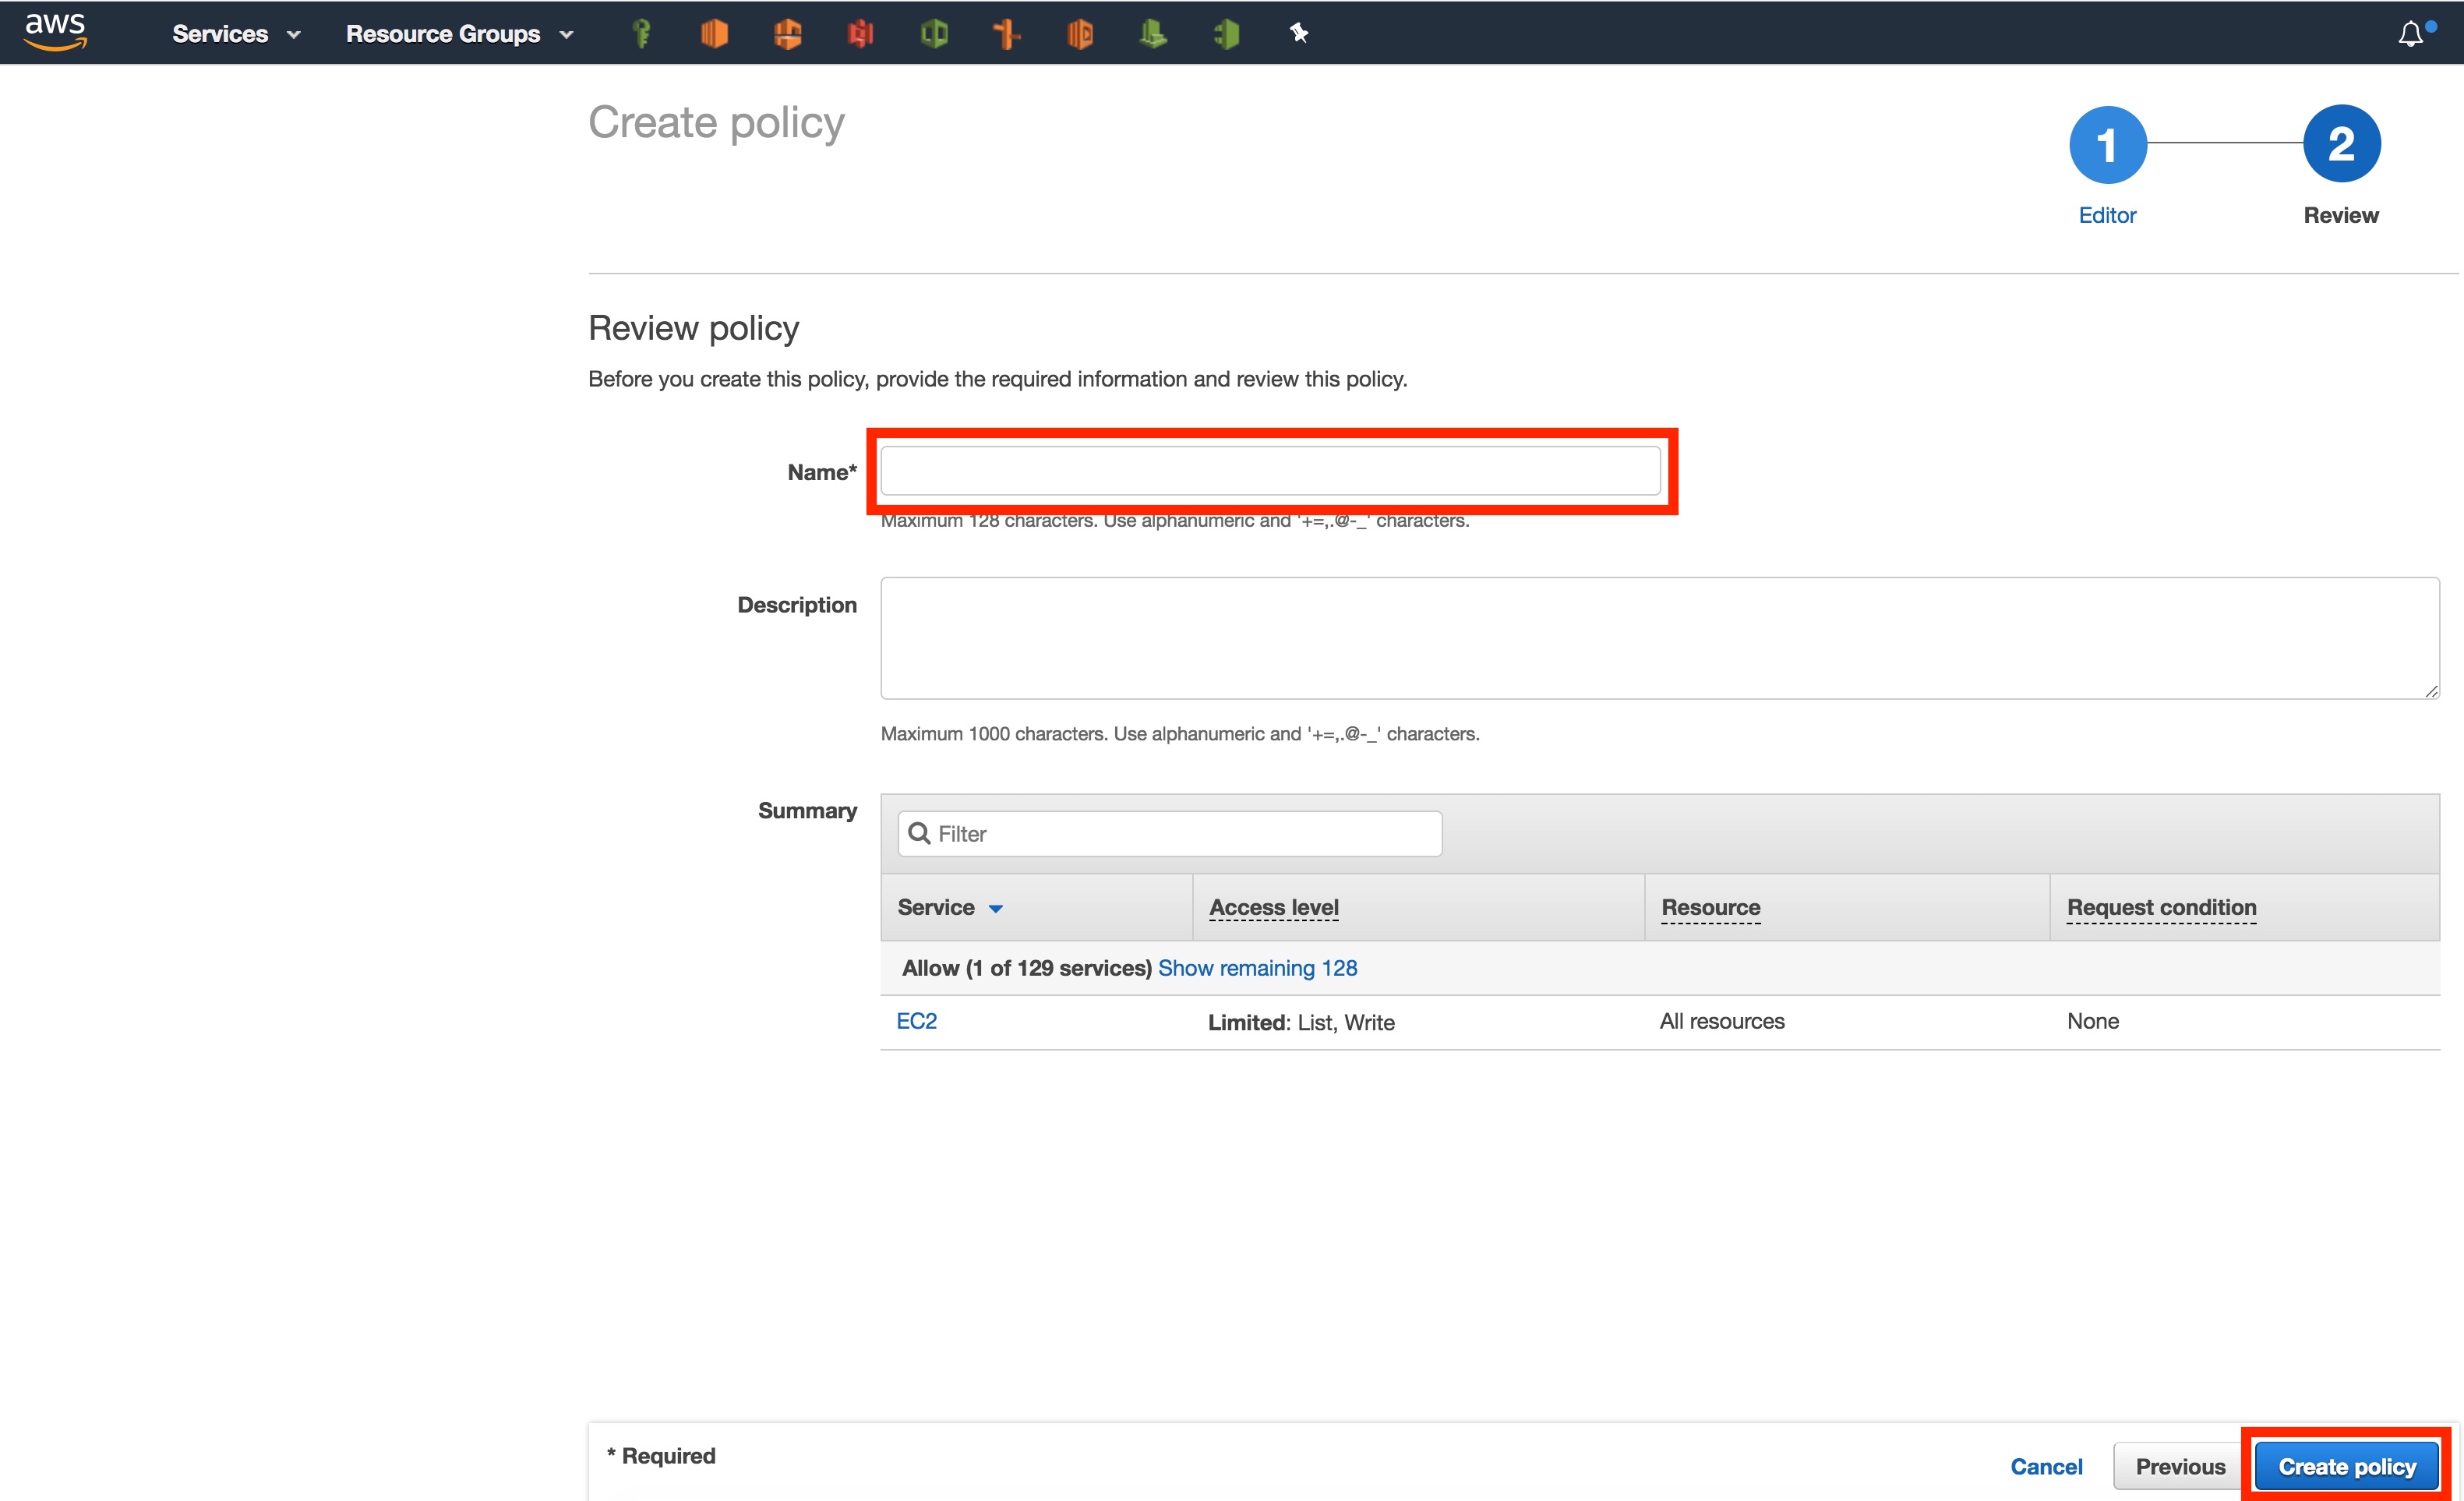 aws Services Resource Groups
Create policy
1 2
Editor Review
Review policy
Before you create this policy, provide the required information and review this policy.
Name*
Maximum 128 characters. Use alphanumeric and '+=,.@-_' characters.
Description
Maximum 1000 characters. Use alphanumeric and '+=,.@-_' characters.
Summary
Filter
Service Access level Resource Request condition
Allow (1 of 129 services) Show remaining 128
EC2 Limited: List, Write All resources None
* Required
Cancel Previous Create policy